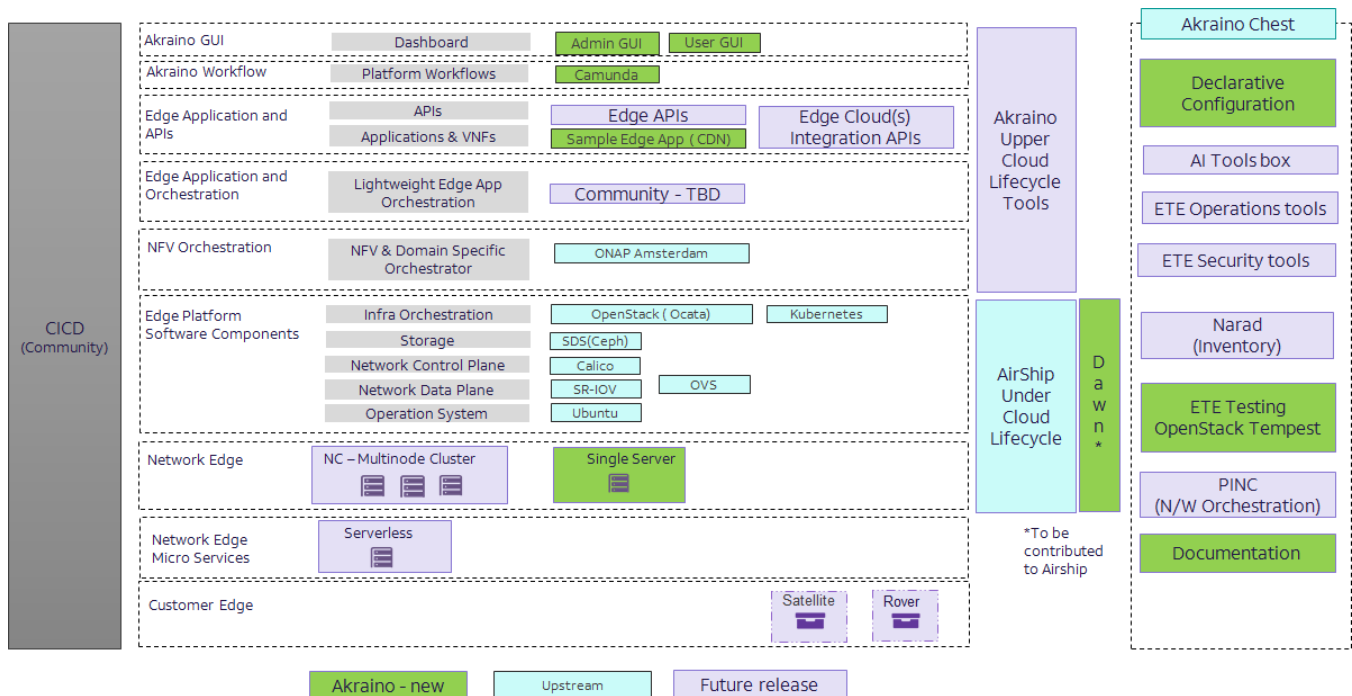 CICD
(Community)
Akraino GUI
Dashboard
Admin GUI
User GUI
Akraino Workflow
Platform Workflows
Camunda
Edge Application and
APIs
APIs
Applications & VNFs
Edge APIs
Sample Edge App ( CDN)
Edge Cloud(s)
Integration APIs
Edge Application and
Orchestration
Lightweight Edge App
Orchestration
Community - TBD
NFV Orchestration
NFV & Domain Specific
Orchestrator
ONAP Amsterdam
Edge Platform
Software Components
Infra Orchestration
OpenStack ( Ocata)
Kubernetes
Storage
SDS(Ceph)
Network Control Plane
Calico
Network Data Plane
SR-IOV
OVS
Operation System
Ubuntu
Network Edge
NC – Multinode Cluster
Single Server
Network Edge
Micro Services
Serverless
Customer Edge
Satellite
Rover
Akraino
Upper
Cloud
Lifecycle
Tools
AirShip
Under
Cloud
Lifecycle
D
a
w
n
*
*To be
contributed
to Airship
Akraino Chest
Declarative
Configuration
AI Tools box
ETE Operations tools
ETE Security tools
Narad
(Inventory)
ETE Testing
OpenStack Tempest
PINC
(N/W Orchestration)
Documentation
Akraino - new
Upstream
Future release